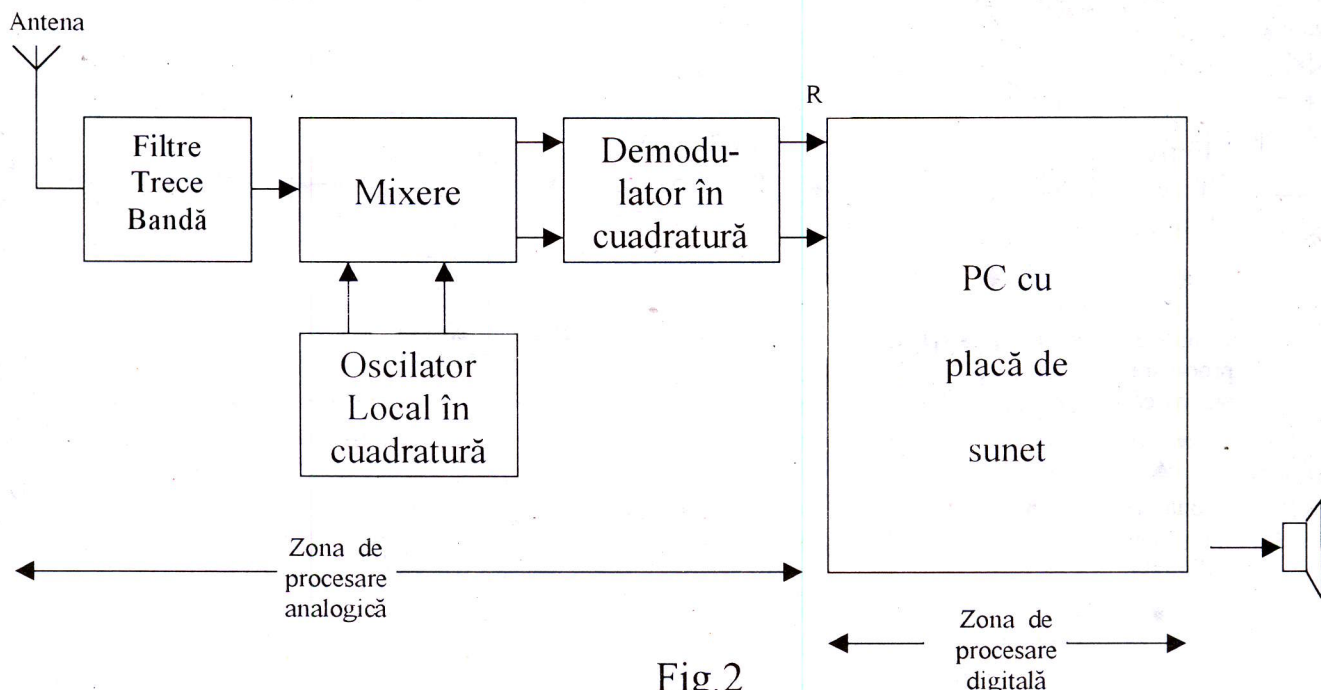 Antena
Filtre
Trece
Bandă
Mixere
Demodu-
lator în
cuadratură
R
PC cu
placă de
sunet
Oscilator
Local în
cuadratură
Zona de
procesare
analogică
Zona de
procesare
digitală
Fig.2